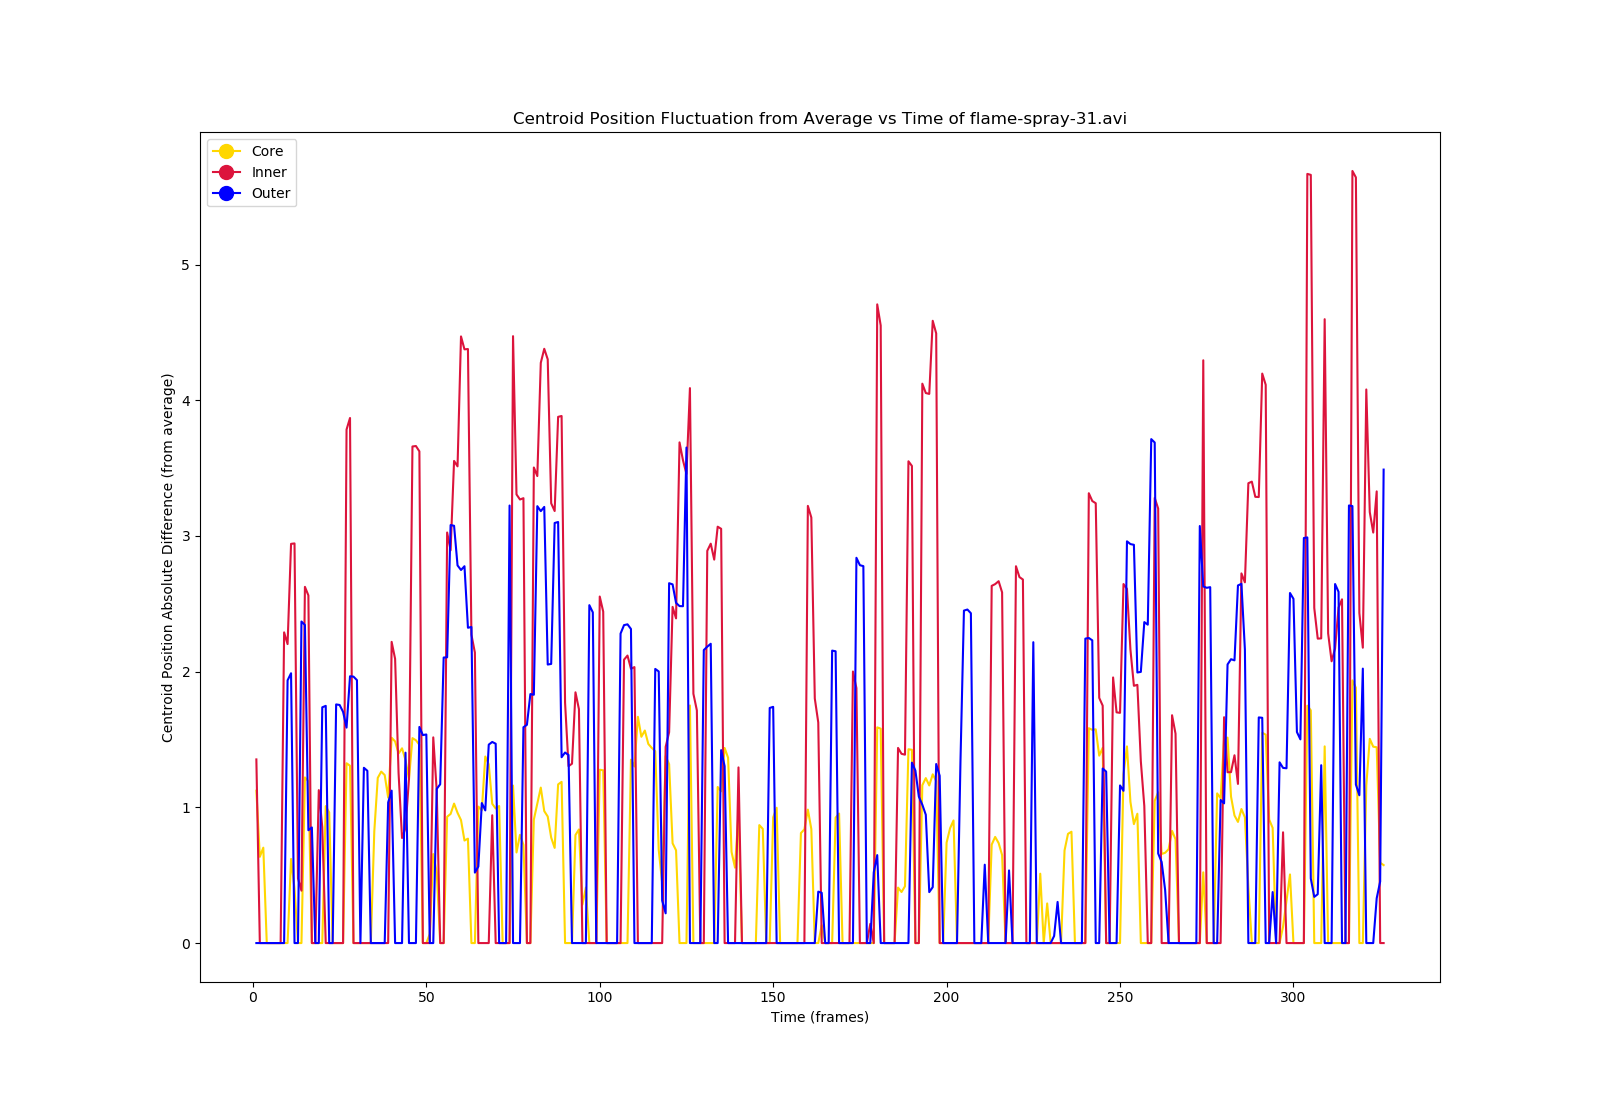 Centroid Position Fluctuation from Average vs Time of flame-spray-31.avi
Core
Inner
Outer
Centroid Position Absolute Difference (from average)
5
4
3
2
1
0
0 50 100 150 200 250 300
Time (frames)